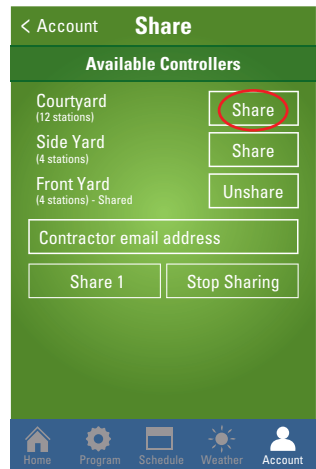 < Account Share
Available Controllers
Courtyard Share
(12 stations)
Side Yard Share
(4 stations)
Front Yard Unshare
(4 stations) - Shared
Contractor email address
Share 1 Stop Sharing
Home Program Schedule Weather Account